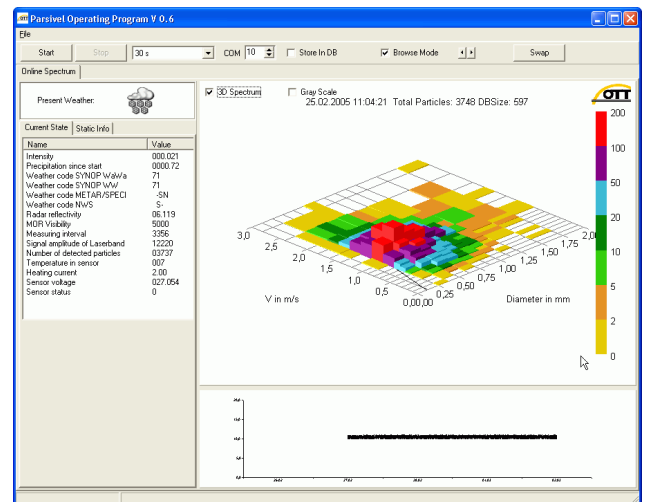 OTT Parsivel Operating Program V 0.6
File
Start Stop 30 s COM 10 Store In DB Browse Mode Swap
Online Spectrum
Present Weather:
Current State Static Info
Name Value
Intensity 000.021
Precipitation since start 0000.72
Weather code SYNOP WaWa 71
Weather code SYNOP WW 71
Weather code METAR/SPECI -SN
Weather code NWS S-
Radar reflectivity 06.119
MOR Visibility 5000
Measuring interval 3356
Signal amplitude of Laserband 12220
Number of detected particles 03737
Temperature in sensor 007
Heating current 2.00
Sensor voltage 027.054
Sensor status 0
3D Spectrum Gray Scale
25.02.2005 11:04:21 Total Particles: 3748 DBSize: 597
OTT
200
100
50
20
10
5
2
0
3,0
2,5
2,0
1,5
1,0
0,5
0,00,00
0,25
0,50
0,75
1,00
1,25
1,50
1,75
2,0
V in m/s
Diameter in mm